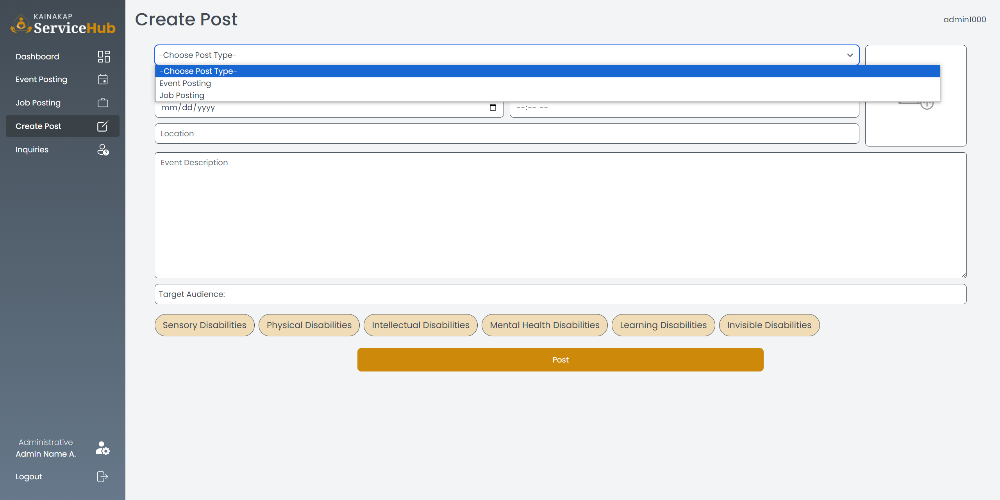 KAINAKAP
ServiceHub
Dashboard
Event Posting
Job Posting
Create Post
Inquiries
Administrative
Admin Name A.
Logout
Create Post
admin1000
-Choose Post Type-
-Choose Post Type-
Event Posting
Job Posting
mm/dd/yyyy
--:-- --
Location
Event Description
Target Audience:
Sensory Disabilities
Physical Disabilities
Intellectual Disabilities
Mental Health Disabilities
Learning Disabilities
Invisible Disabilities
Post